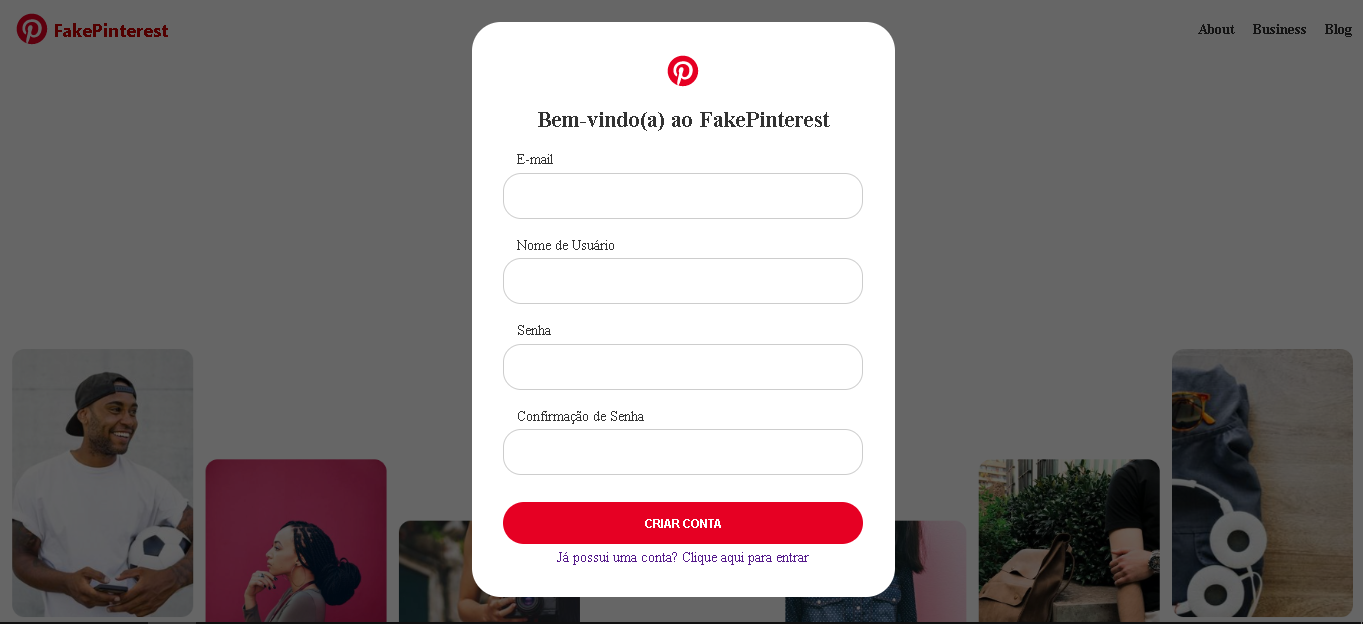 FakePinterest
About Business Blog
Bem-vindo(a) ao FakePinterest
E-mail
Nome de Usuário
Senha
Confirmação de Senha
CRIAR CONTA
Já possui uma conta? Clique aqui para entrar